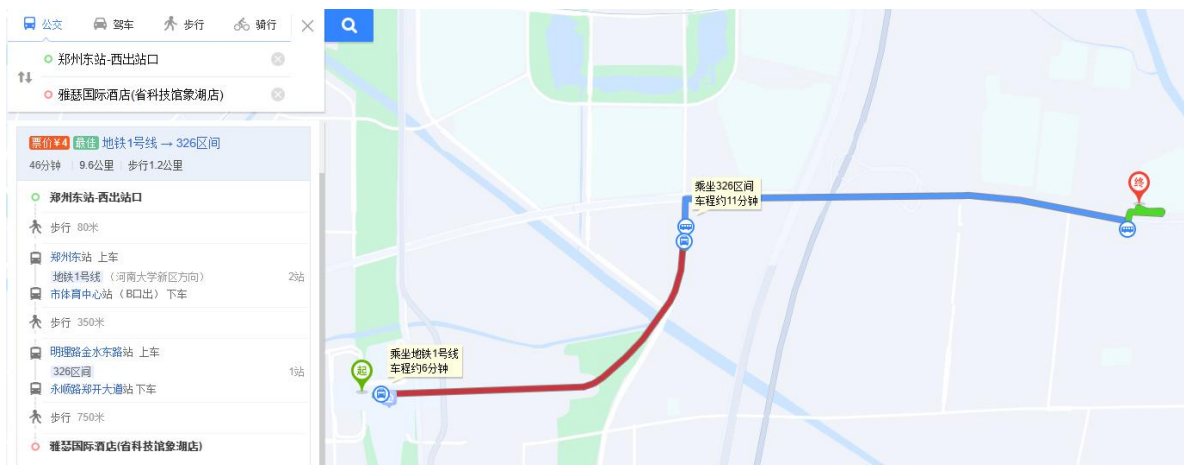 公交 驾车 步行 骑行
郑州东站-西出站口
雅瑟国际酒店(省科技馆象湖店)
票价¥4 最佳 地铁1号线 → 326区间
46分钟 9.6公里 步行1.2公里
郑州东站-西出站口
步行 80米
郑州东站 上车
地铁1号线 (河南大学新区方向) 2站
市体育中心站 (B口出) 下车
步行 350米
明理路金水东路站 上车
326区间 1站
永顺路郑开大道站 下车
步行 750米
雅瑟国际酒店(省科技馆象湖店)
乘坐326区间
车程约11分钟
终
乘坐地铁1号线
车程约6分钟
起